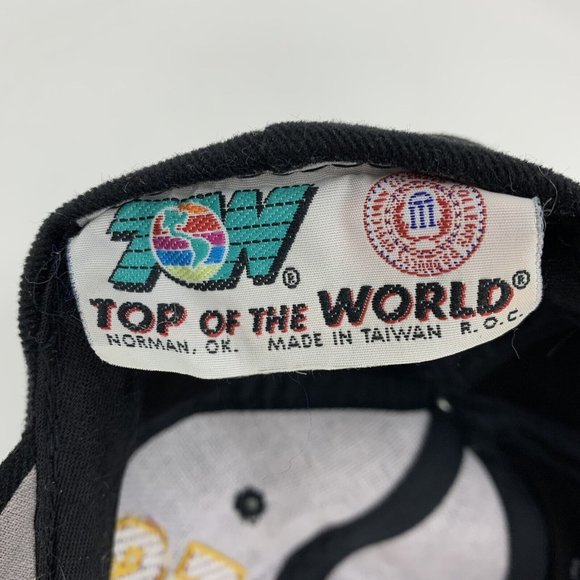 TOW®
TOP OF THE WORLD®
NORMAN, OK. MADE IN TAIWAN R.O.C.